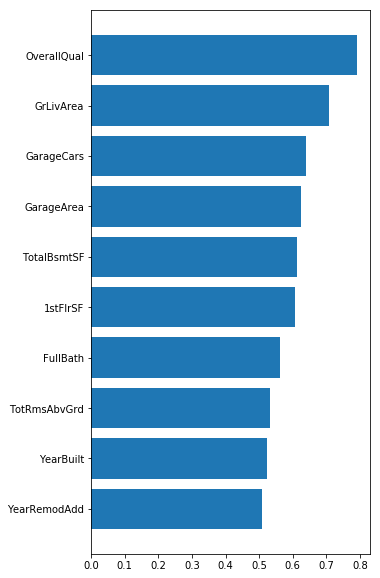 OverallQual
GrLivArea
GarageCars
GarageArea
TotalBsmtSF
1stFlrSF
FullBath
TotRmsAbvGrd
YearBuilt
YearRemodAdd
0.0 0.1 0.2 0.3 0.4 0.5 0.6 0.7 0.8